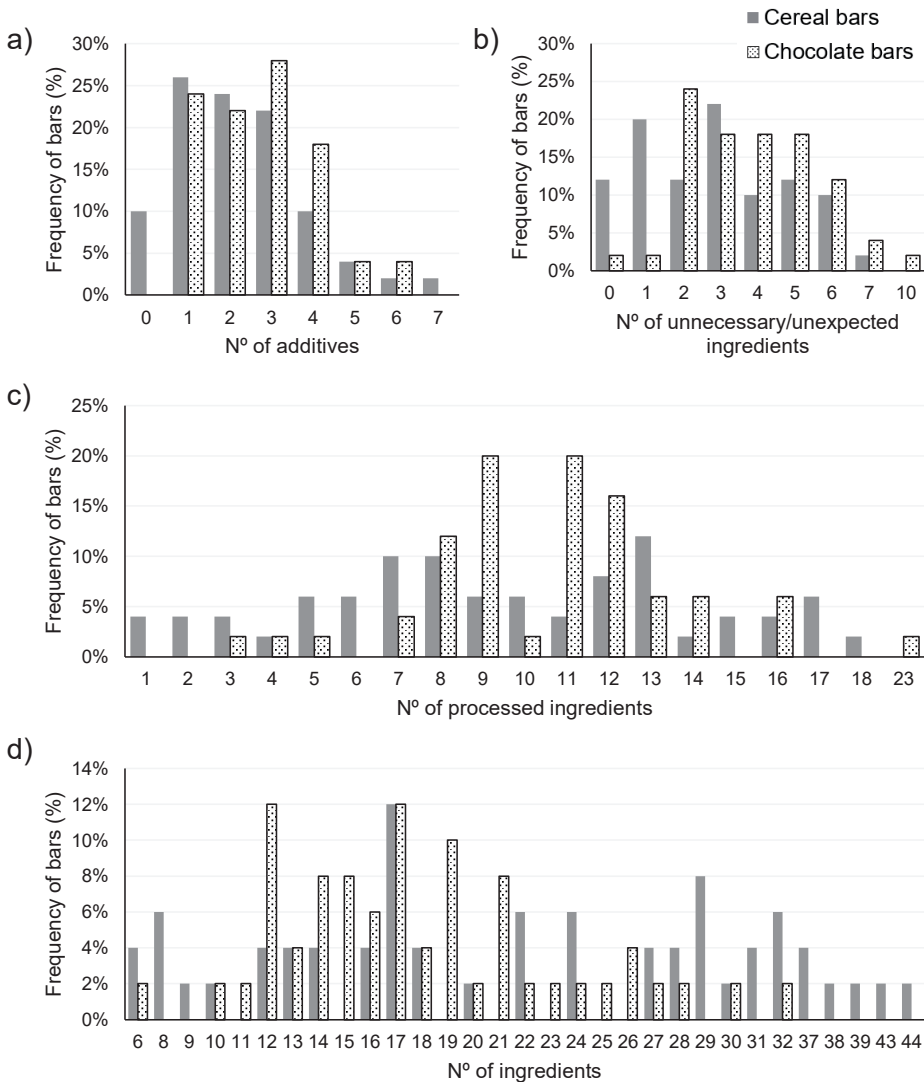 Cereal bars
Chocolate bars
a)
Frequency of bars (%)
30%
25%
20%
15%
10%
5%
0%
0 1 2 3 4 5 6 7
Nº of additives
b)
Frequency of bars (%)
30%
25%
20%
15%
10%
5%
0%
0 1 2 3 4 5 6 7 10
Nº of unnecessary/unexpected
ingredients
c)
Frequency of bars (%)
25%
20%
15%
10%
5%
0%
1 2 3 4 5 6 7 8 9 10 11 12 13 14 15 16 17 18 23
Nº of processed ingredients
d)
Frequency of bars (%)
14%
12%
10%
8%
6%
4%
2%
0%
6 8 9 10 11 12 13 14 15 16 17 18 19 20 21 22 23 24 25 26 27 28 29 30 31 32 37 38 39 43 44
Nº of ingredients